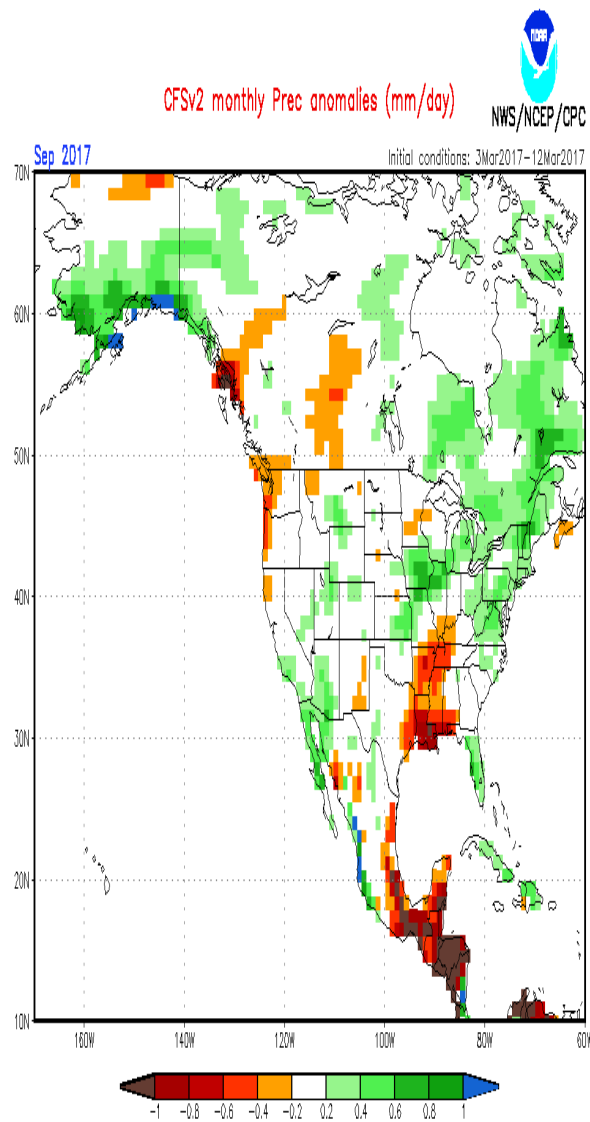 NOAA
CFSv2 monthly Prec anomalies (mm/day)
NWS/NCEP/CPC
Sep 2017
Initial conditions: 3Mar2017-12Mar2017
70N
60N
50N
40N
30N
20N
10N
160W 140W 120W 100W 80W 60W
-1 -0.8 -0.6 -0.4 -0.2 0.2 0.4 0.6 0.8 1